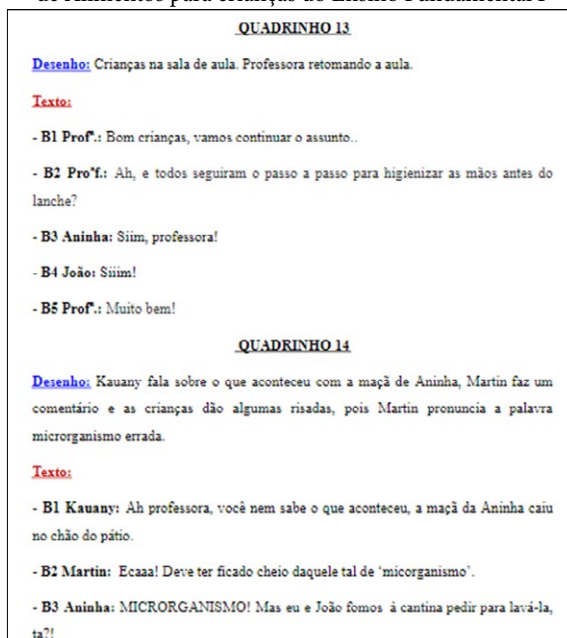 de Alimentos para crianças do Ensino Fundamental I
QUADRINHO 13
Desenho: Crianças na sala de aula. Professora retomando a aula.
Texto:
- B1 Profª.: Bom crianças, vamos continuar o assunto..
- B2 Proªf.: Ah, e todos seguiram o passo a passo para higienizar as mãos antes do
lanche?
- B3 Aninha: Siim, professora!
- B4 João: Siiim!
- B5 Profª.: Muito bem!
QUADRINHO 14
Desenho: Kauany fala sobre o que aconteceu com a maçã de Aninha, Martin faz um
comentário e as crianças dão algumas risadas, pois Martin pronuncia a palavra
microrganismo errada.
Texto:
- B1 Kauany: Ah professora, você nem sabe o que aconteceu, a maçã da Aninha caiu
no chão do pátio.
- B2 Martin: Ecaaa! Deve ter ficado cheio daquele tal de ‘micorganismo’.
- B3 Aninha: MICRORGANISMO! Mas eu e João fomos à cantina pedir para lavá-la,
ta?!